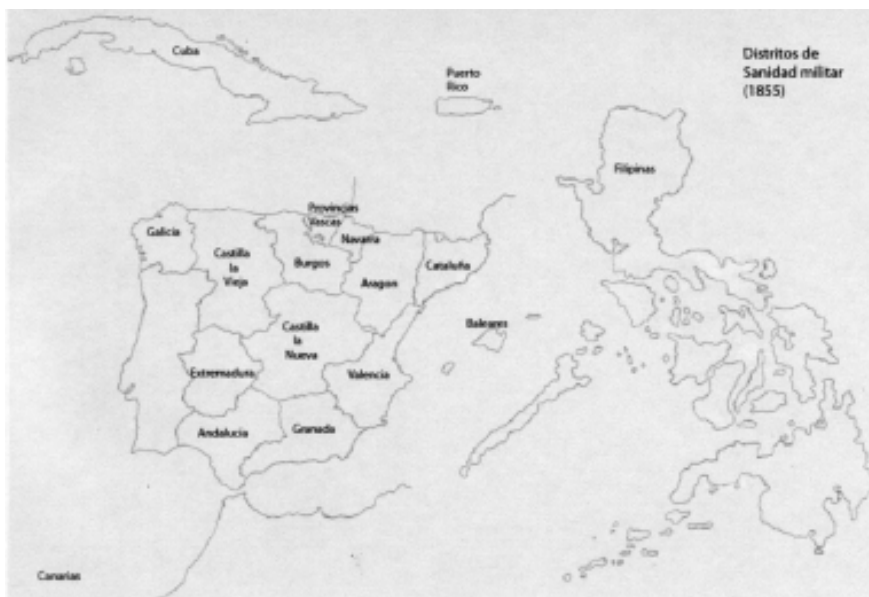 Cuba
Puerto
Rico
Distritos de
Sanidad militar
(1855)
Filipinas
Provincias
Vascas
Galicia
Navarra
Castilla
la
Vieja
Burgos
Cataluña
Aragon
Baleares
Castilla
la
Nueva
Extremadura
Valencia
Andalucia
Granada
Canarias